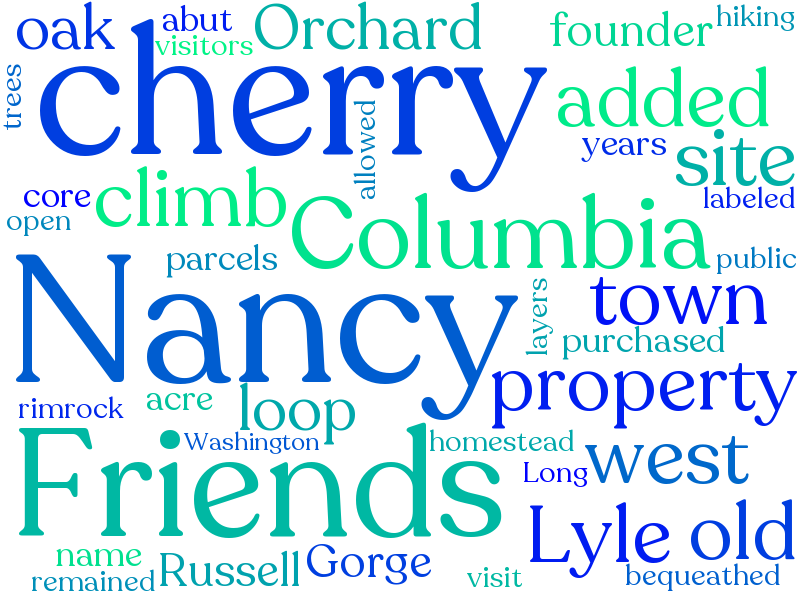 oak
abut
visitors
Orchard
founder
hiking
trees
cherry
allowed
added
years
site
core
open
climb
Columbia
labeled
parcels
public
Nancy
layers
town
purchased
rimrock
acre
loop
property
Washington
Friends
homestead
Long
west
Lyle
old
name
remained
Russell
Gorge
visit
bequeathed